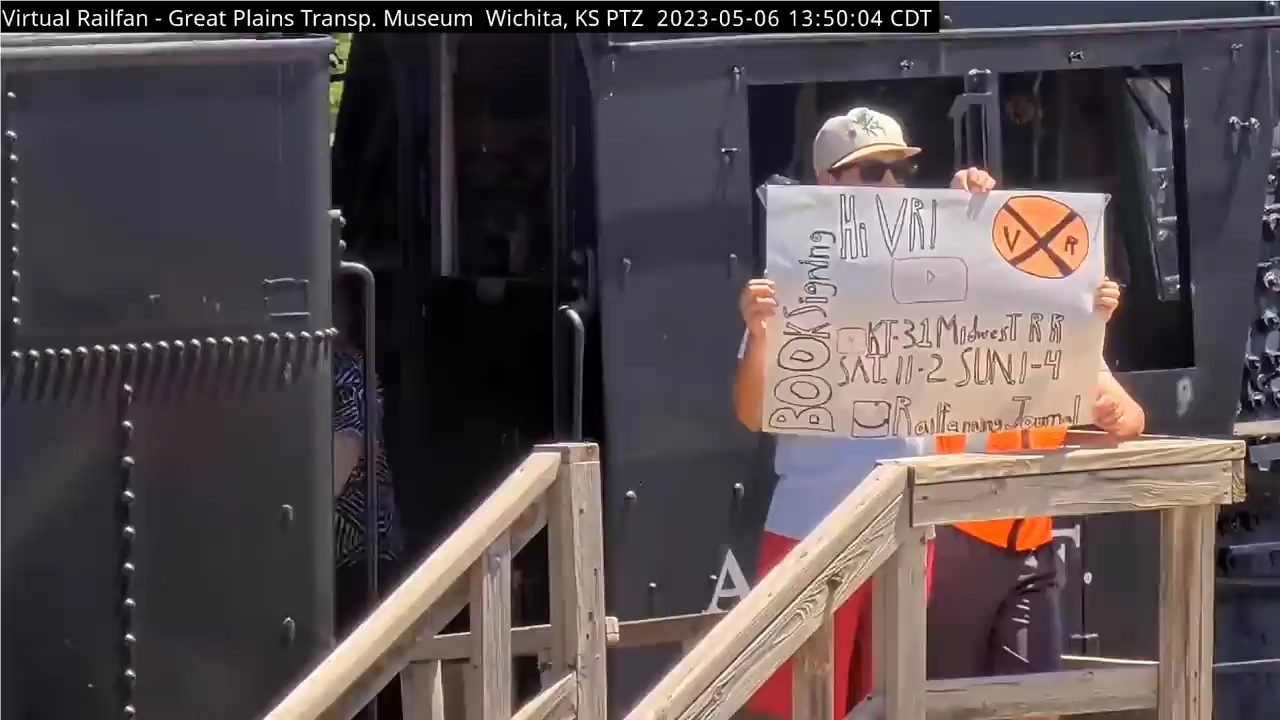 Virtual Railfan - Great Plains Transp. Museum Wichita, KS PTZ 2023-05-06 13:50:04 CDT
Hi VR!
V R
BOOK Signing
KT-31 Midwest RR
SAT. 11-2 SUN. 1-4
Railfanning Journal
A